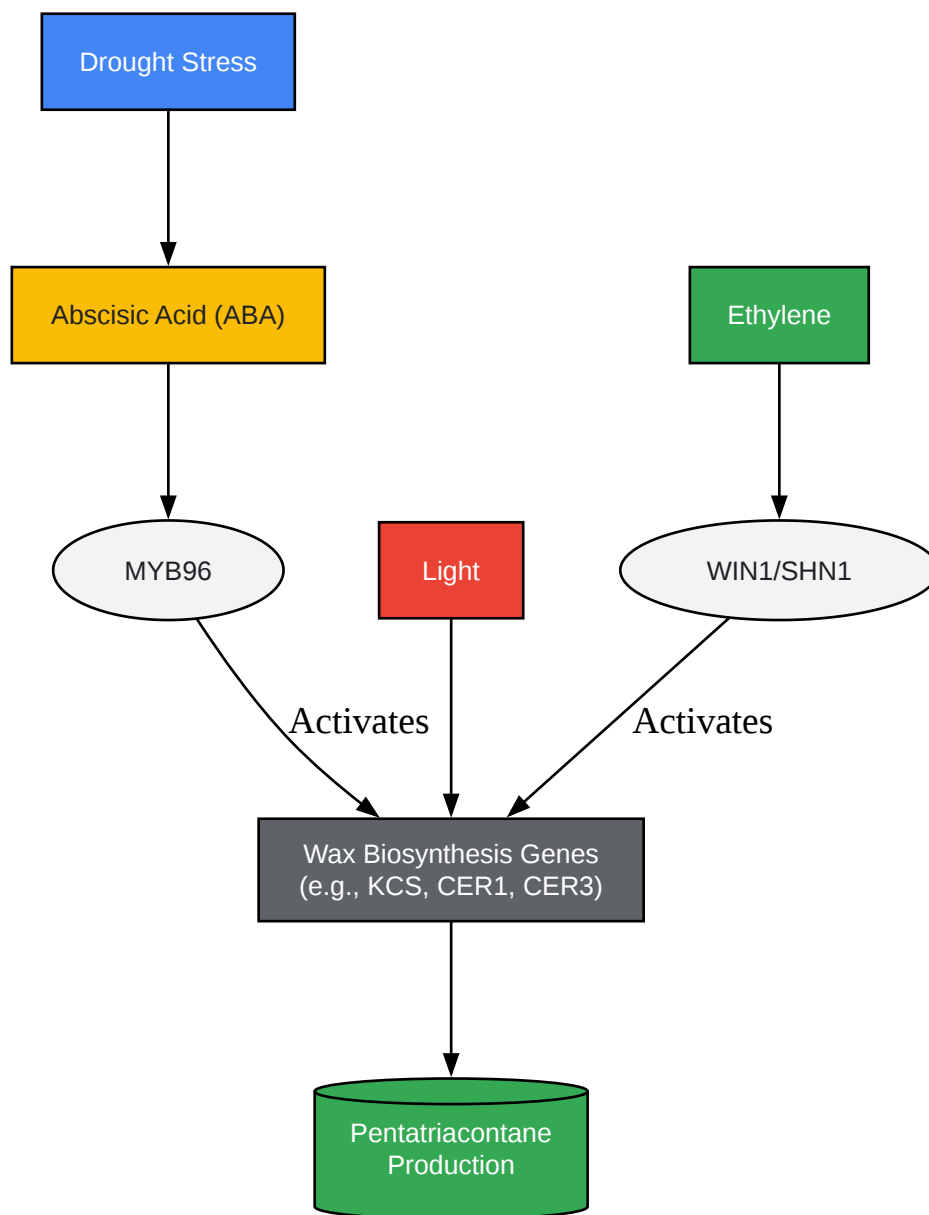 Drought Stress
Abscisic Acid (ABA)
Ethylene
MYB96
Light
WIN1/SHN1
Activates
Activates
Wax Biosynthesis Genes
(e.g., KCS, CER1, CER3)
Pentatriacontane
Production